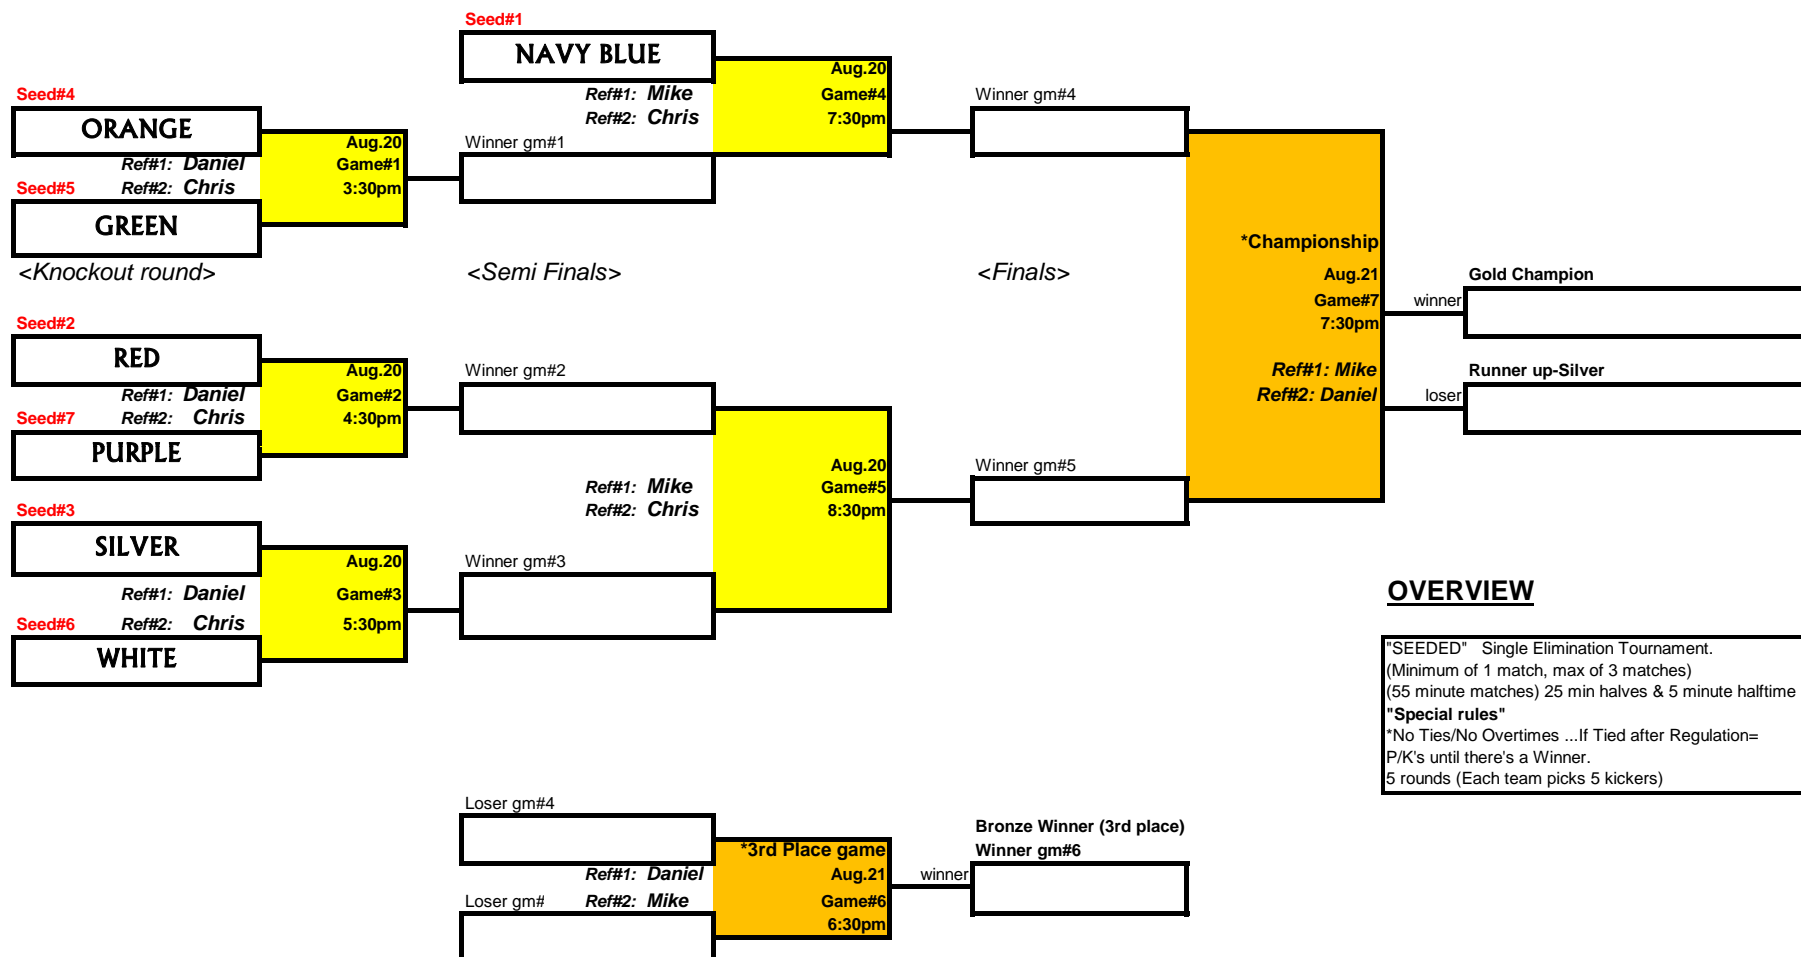 Seed#1
NAVY BLUE
Aug.20
Ref#1: Mike
Game#4
Ref#2: Chris
7:30pm
Seed#4
ORANGE
Aug.20
Ref#1: Daniel
Game#1
Seed#5
Ref#2: Chris
3:30pm
GREEN
Winner gm#1
Winner gm#4
<Knockout round>
<Semi Finals>
<Finals>
*Championship
Aug.21
Game#7
7:30pm
Ref#1: Mike
Ref#2: Daniel
winner
Gold Champion
loser
Runner up-Silver
Seed#2
RED
Aug.20
Ref#1: Daniel
Game#2
Seed#7
Ref#2: Chris
4:30pm
PURPLE
Winner gm#2
Aug.20
Ref#1: Mike
Game#5
Ref#2: Chris
8:30pm
Winner gm#5
Seed#3
SILVER
Aug.20
Ref#1: Daniel
Game#3
Seed#6
Ref#2: Chris
5:30pm
WHITE
Winner gm#3
OVERVIEW
"SEEDED" Single Elimination Tournament.
(Minimum of 1 match, max of 3 matches)
(55 minute matches) 25 min halves & 5 minute halftime
"Special rules"
*No Ties/No Overtimes ...If Tied after Regulation=
P/K's until there's a Winner.
5 rounds (Each team picks 5 kickers)
Loser gm#4
*3rd Place game
Ref#1: Daniel
Aug.21
Loser gm#
Ref#2: Mike
Game#6
6:30pm
winner
Bronze Winner (3rd place)
Winner gm#6